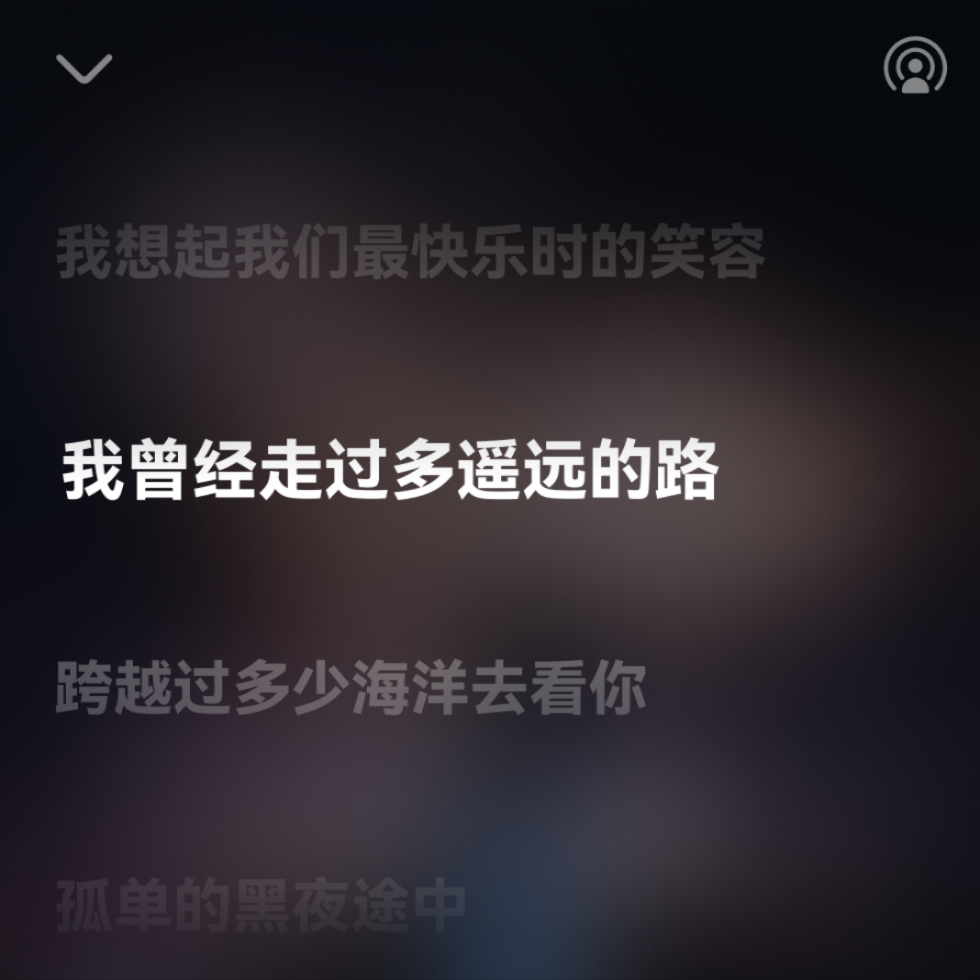 我想起我们最快乐时的笑容
我曾经走过多遥远的路
跨越过多少海洋去看你
孤单的黑夜途中